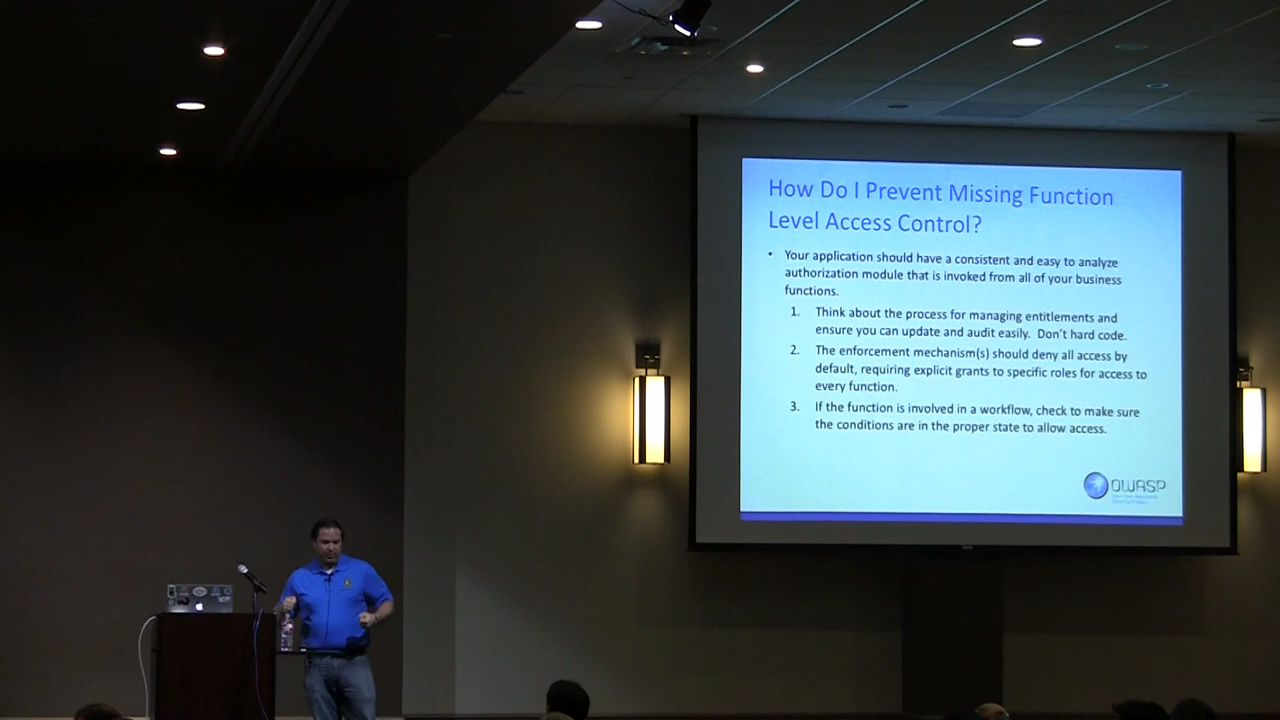 How Do I Prevent Missing Function
Level Access Control?
• Your application should have a consistent and easy to analyze
authorization module that is invoked from all of your business
functions.
1. Think about the process for managing entitlements and
ensure you can update and audit easily. Don't hard code.
2. The enforcement mechanism(s) should deny all access by
default, requiring explicit grants to specific roles for access to
every function.
3. If the function is involved in a workflow, check to make sure
the conditions are in the proper state to allow access.
OWASP